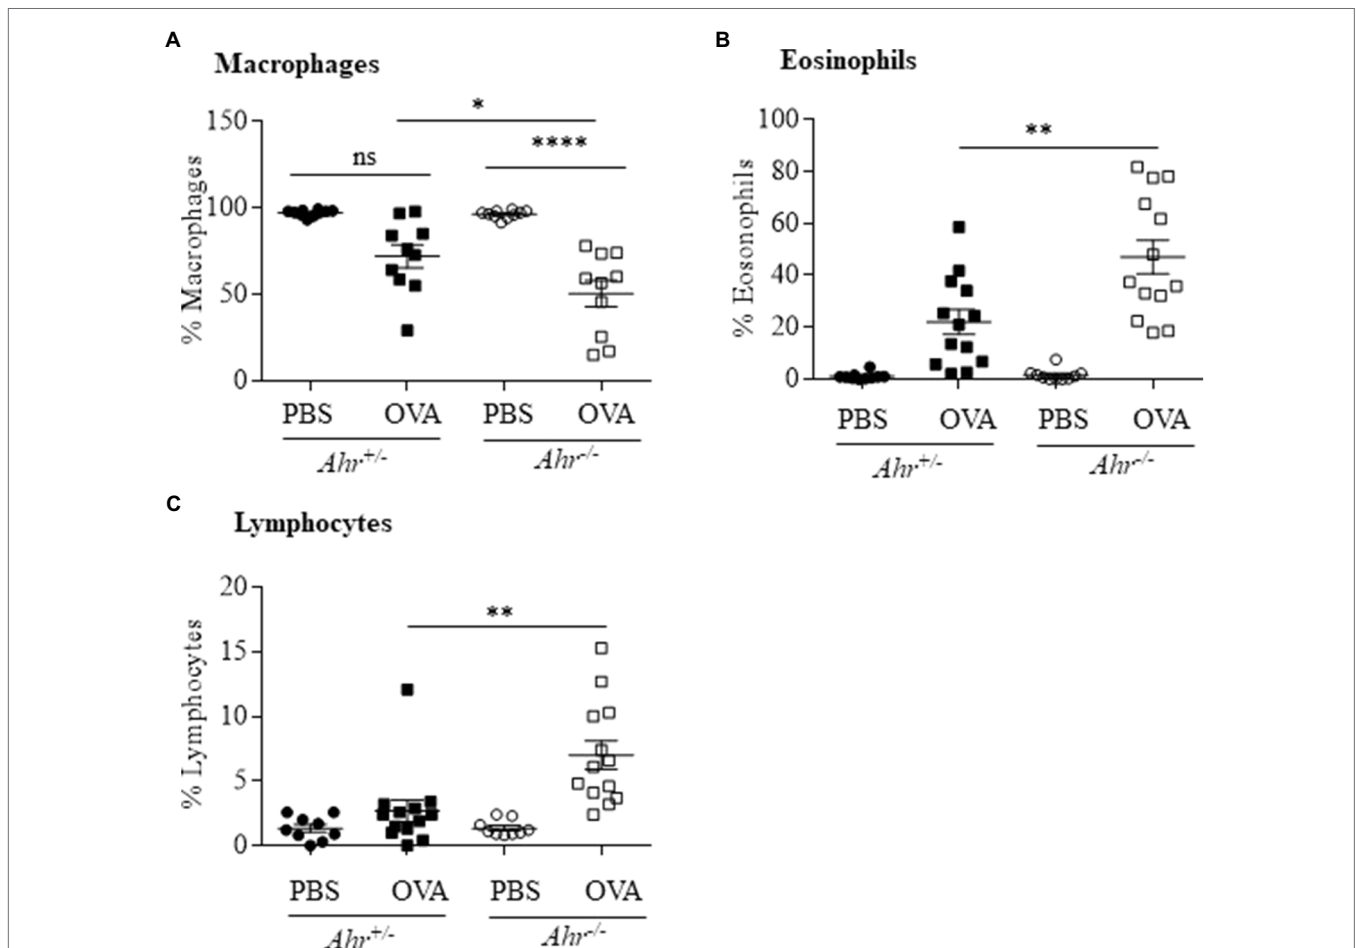 A
Macrophages
150
100
50
0
% Macrophages
ns
*
****
PBS OVA PBS OVA
Ahr+/- Ahr-/-
B
Eosinophils
100
80
60
40
20
0
% Eosonophils
**
PBS OVA PBS OVA
Ahr+/- Ahr-/-
C
Lymphocytes
20
15
10
5
0
% Lymphocytes
**
PBS OVA PBS OVA
Ahr+/- Ahr-/-